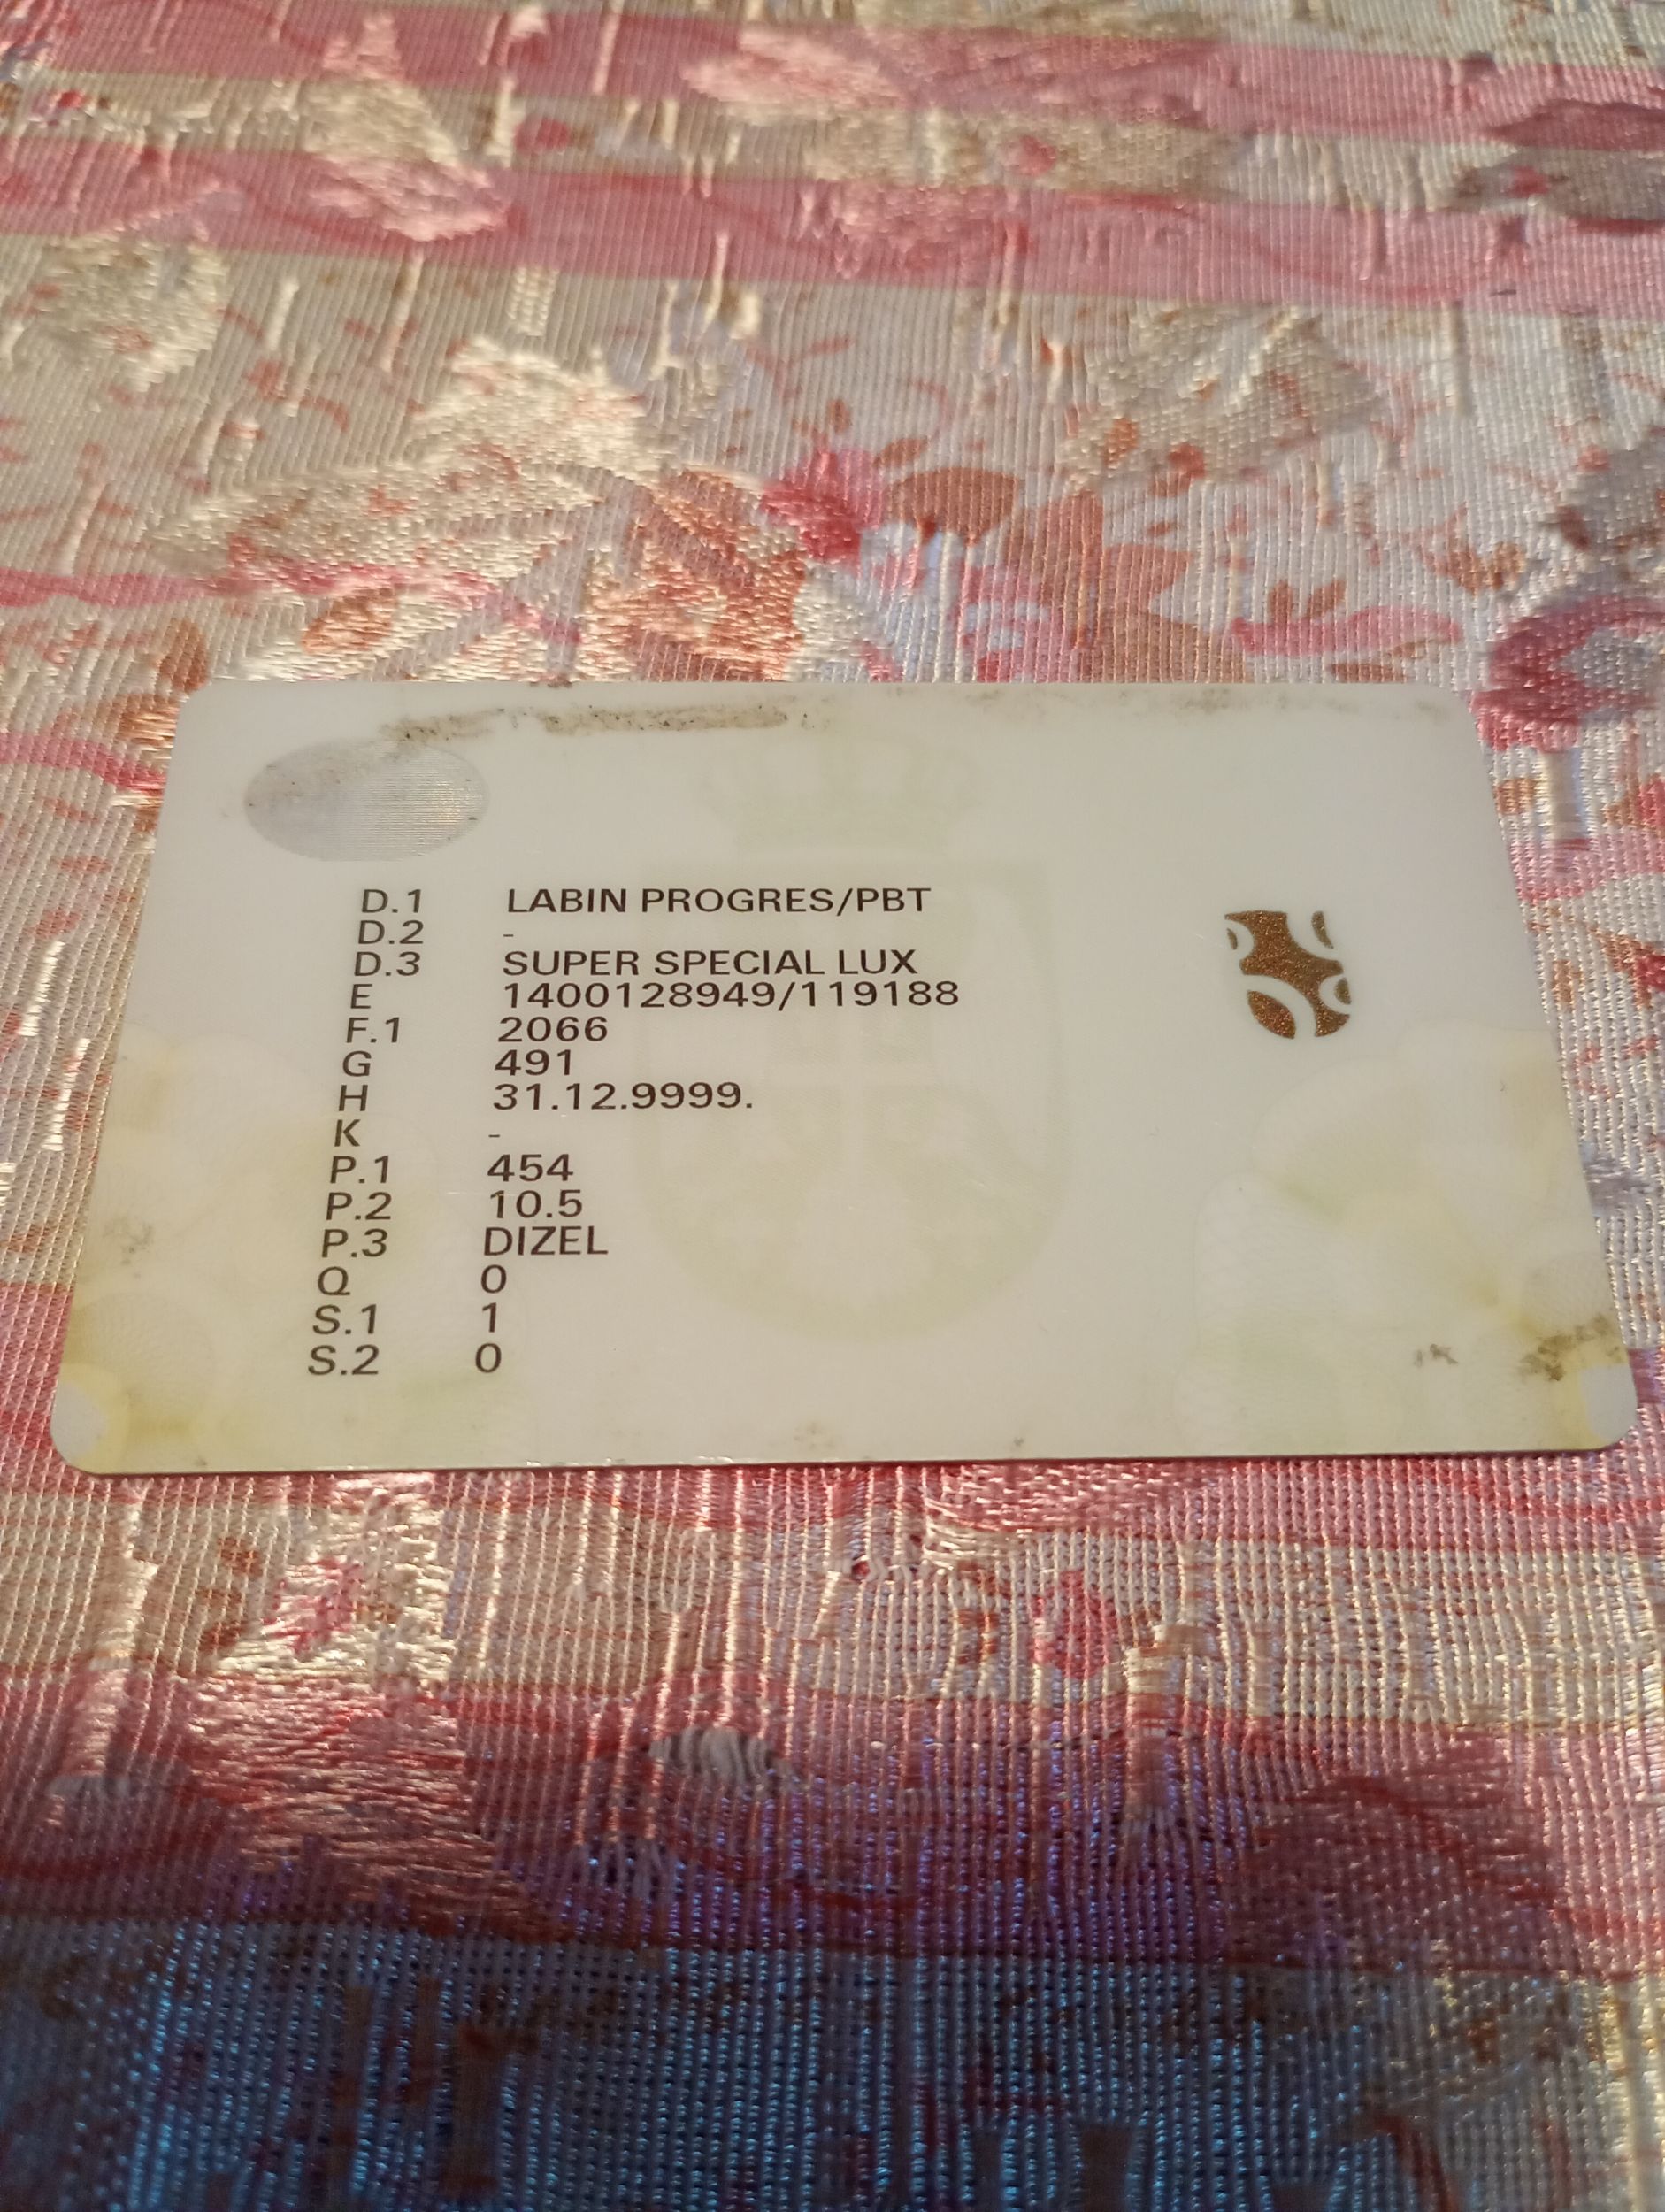 D.1 LABIN PROGRES/PBT
D.2 -
D.3 SUPER SPECIAL LUX
E 1400128949/119188
F.1 2066
G 491
H 31.12.9999.
K -
P.1 454
P.2 10.5
P.3 DIZEL
Q 0
S.1 1
S.2 0